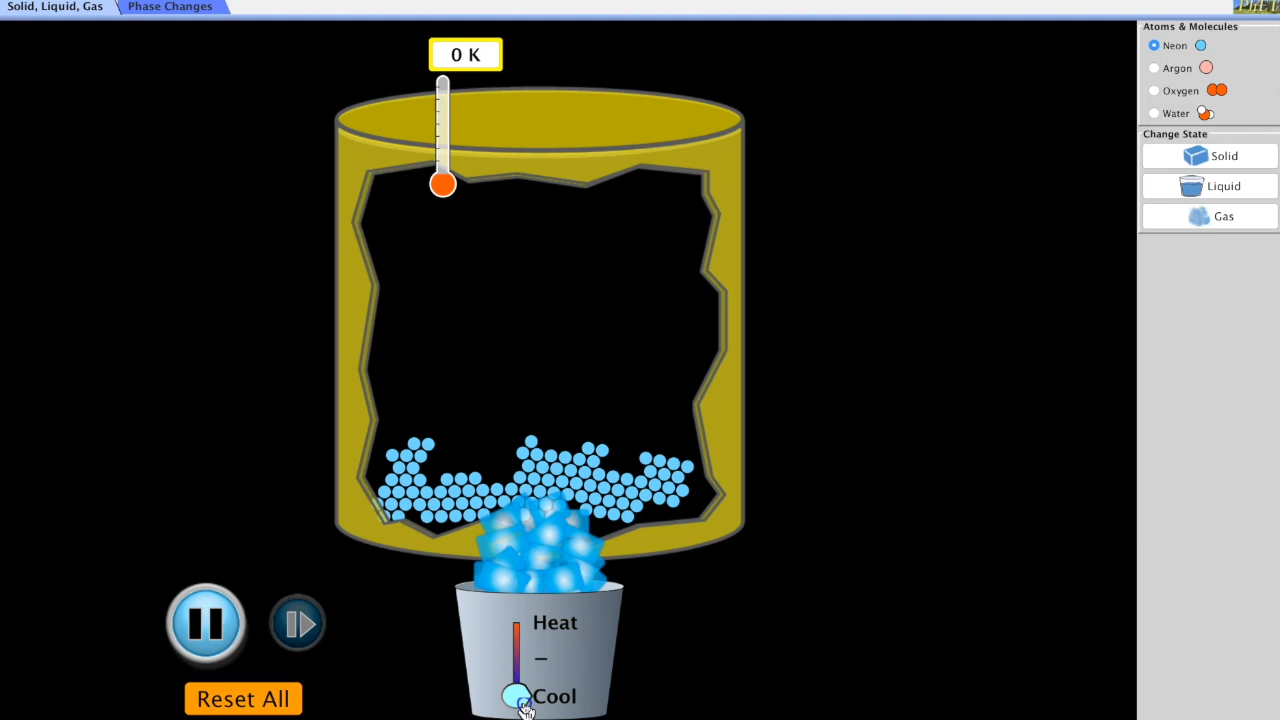 Solid, Liquid, Gas
Phase Changes
PhET
0 K
Atoms & Molecules
Neon
Argon
Oxygen
Water
Change State
Solid
Liquid
Gas
Heat
—
Cool
Reset All